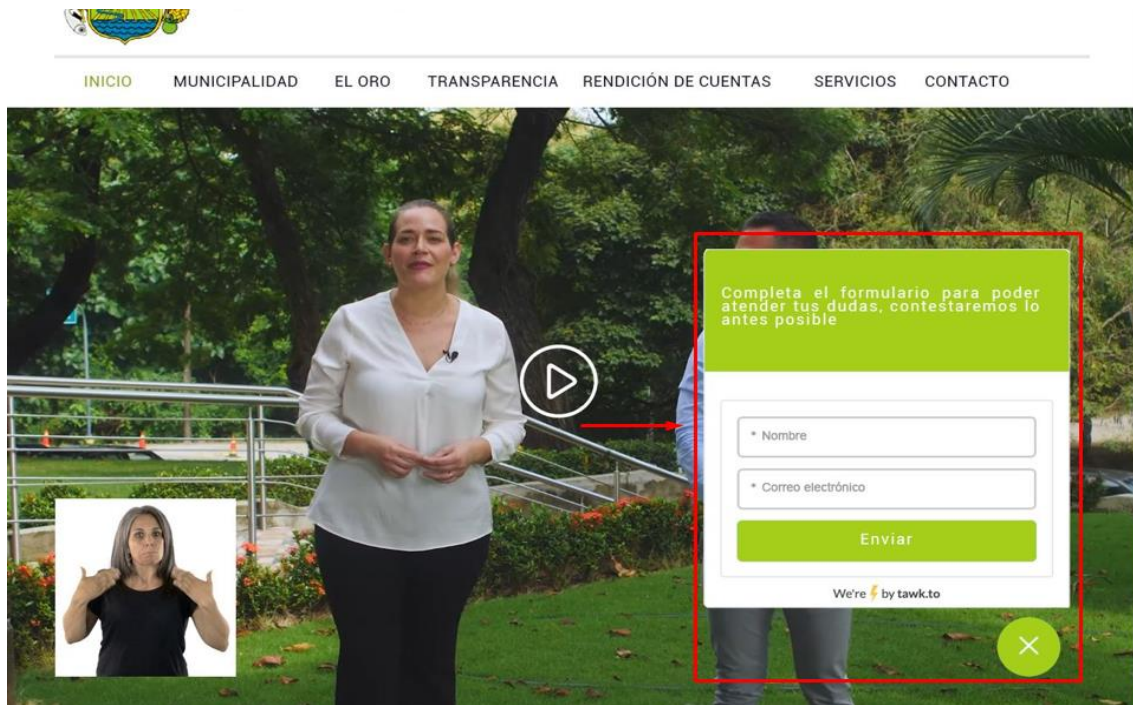 INICIO MUNICIPALIDAD EL ORO TRANSPARENCIA RENDICIÓN DE CUENTAS SERVICIOS CONTACTO
Completa el formulario para poder
atender tus dudas, contestaremos lo
antes posible
* Nombre
* Correo electrónico
Enviar
We're by tawk.to